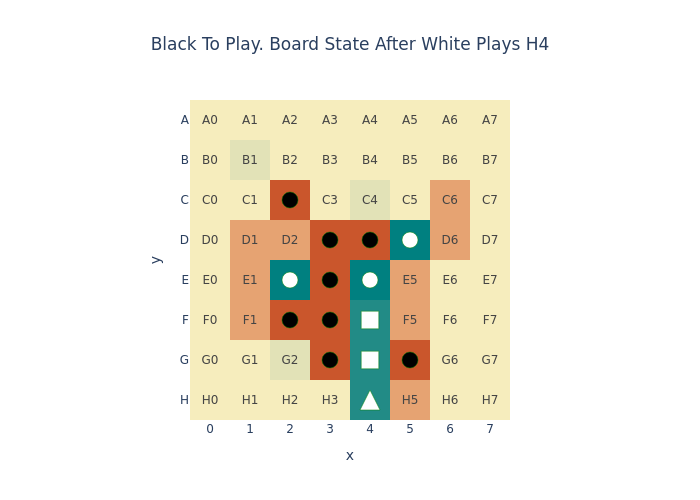 Black To Play. Board State After White Plays H4
A A0 A1 A2 A3 A4 A5 A6 A7
B B0 B1 B2 B3 B4 B5 B6 B7
C C0 C1 C3 C4 C5 C6 C7
D D0 D1 D2 D6 D7
E E0 E1 E5 E6 E7
F F0 F1 F5 F6 F7
G G0 G1 G2 G6 G7
H H0 H1 H2 H3 H5 H6 H7
0 1 2 3 4 5 6 7
x
y